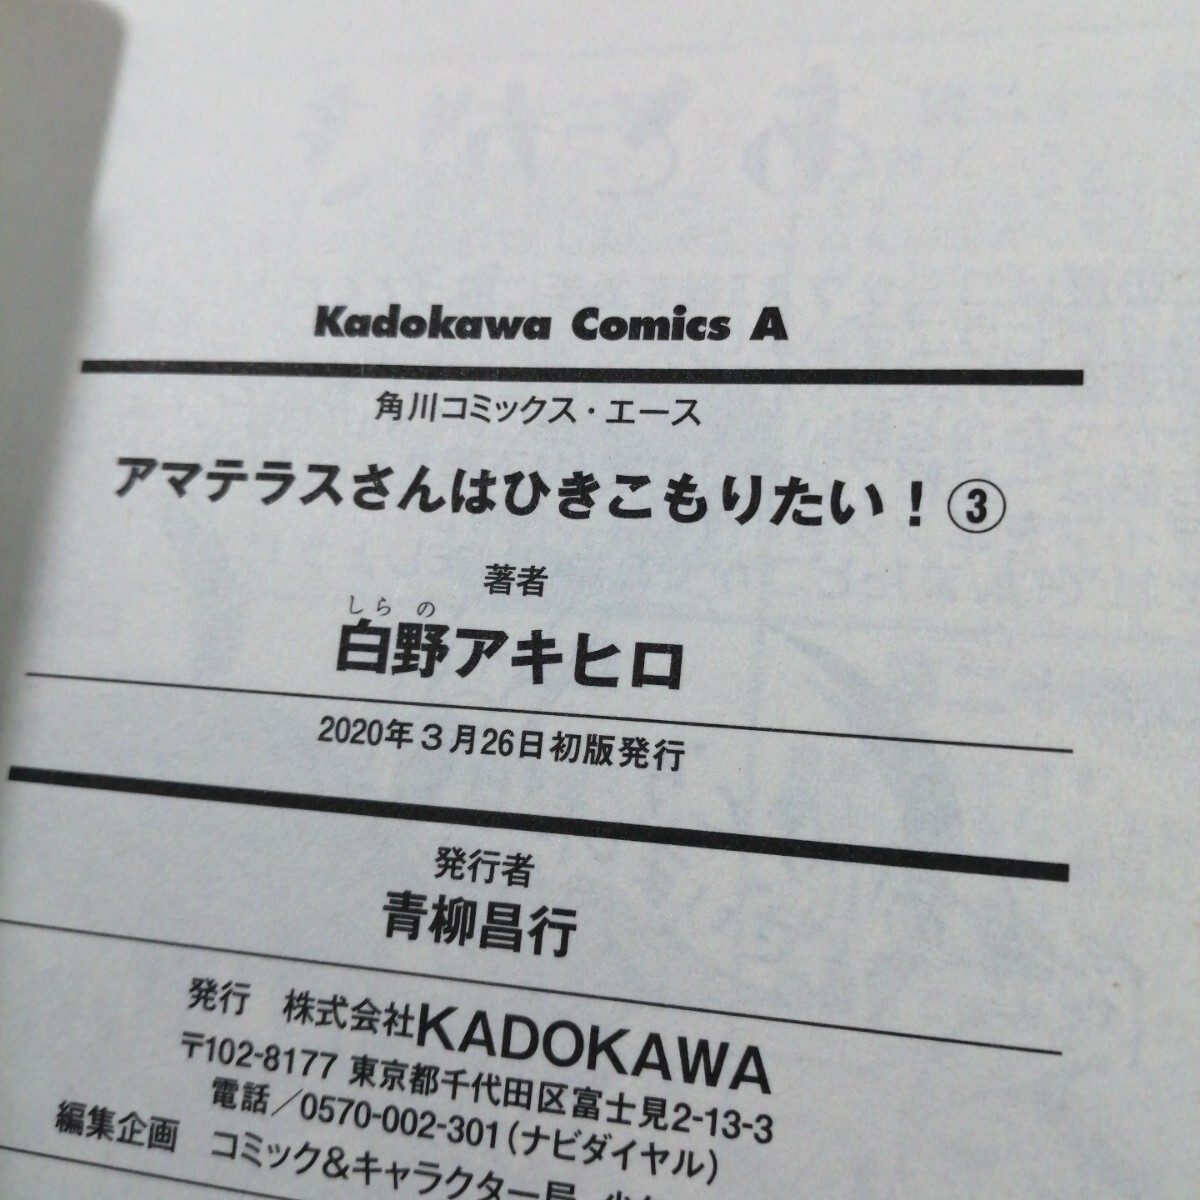 Kadokawa Comics A
角川コミックス・エース
アマテラスさんはひきこもりたい！③
著者
しらの
白野アキヒロ
2020年３月26日初版発行
発行者
青柳昌行
発行　株式会社KADOKAWA
〒102-8177 東京都千代田区富士見2-13-3
電話／0570-002-301（ナビダイヤル）
編集企画　コミック&キャラクター局